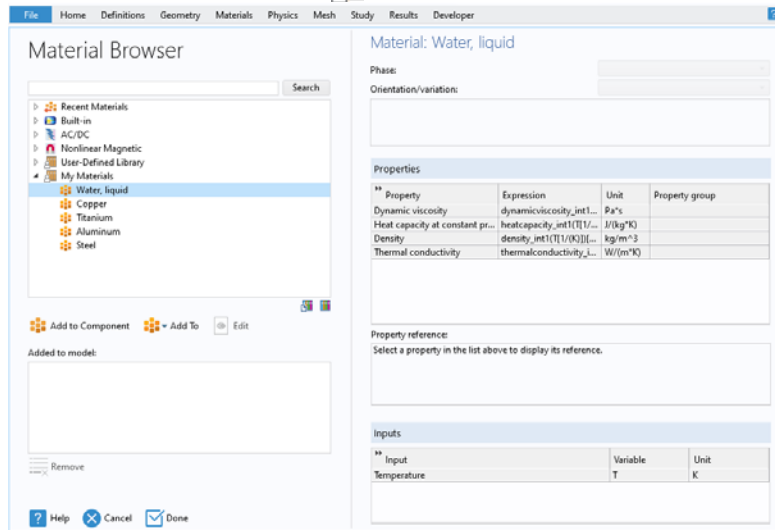 File Home Definitions Geometry Materials Physics Mesh Study Results Developer
Material Browser
Search
Recent Materials
Built-in
AC/DC
Nonlinear Magnetic
User-Defined Library
My Materials
Water, liquid
Copper
Titanium
Aluminum
Steel
Add to Component Add To Edit
Added to model:
Remove
Help Cancel Done
Material: Water, liquid
Phase:
Orientation/variation:
Properties
Property Expression Unit Property group
Dynamic viscosity dynamicviscosity_int1... Pa*s
Heat capacity at constant pr... heatcapacity_int1(T[1/... J/(kg*K)
Density density_int1(T[1/(K)])[... kg/m^3
Thermal conductivity thermalconductivity_i... W/(m*K)
Property reference:
Select a property in the list above to display its reference.
Inputs
Input Variable Unit
Temperature T K